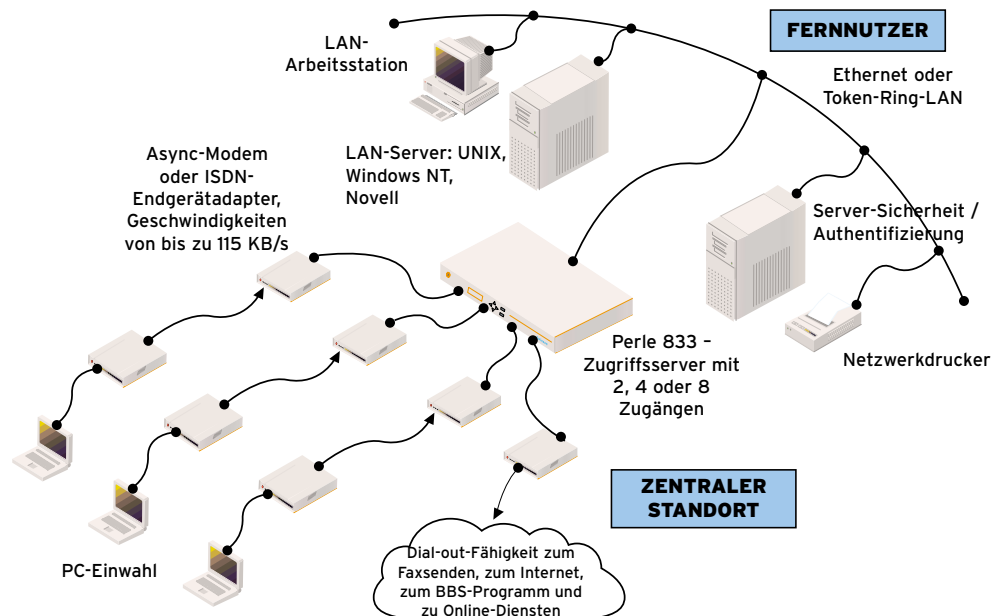 LAN-
Arbeitsstation
FERNNUTZER
Ethernet oder
Token-Ring-LAN
Async-Modem
oder ISDN-
Endgerätadapter,
Geschwindigkeiten
von bis zu 115 KB/s
LAN-Server: UNIX,
Windows NT,
Novell
Server-Sicherheit /
Authentifizierung
Perle 833 –
Zugriffsserver mit
2, 4 oder 8
Zugängen
Netzwerkdrucker
ZENTRALER
STANDORT
PC-Einwahl
Dial-out-Fähigkeit zum
Faxsenden, zum Internet,
zum BBS-Programm und
zu Online-Diensten